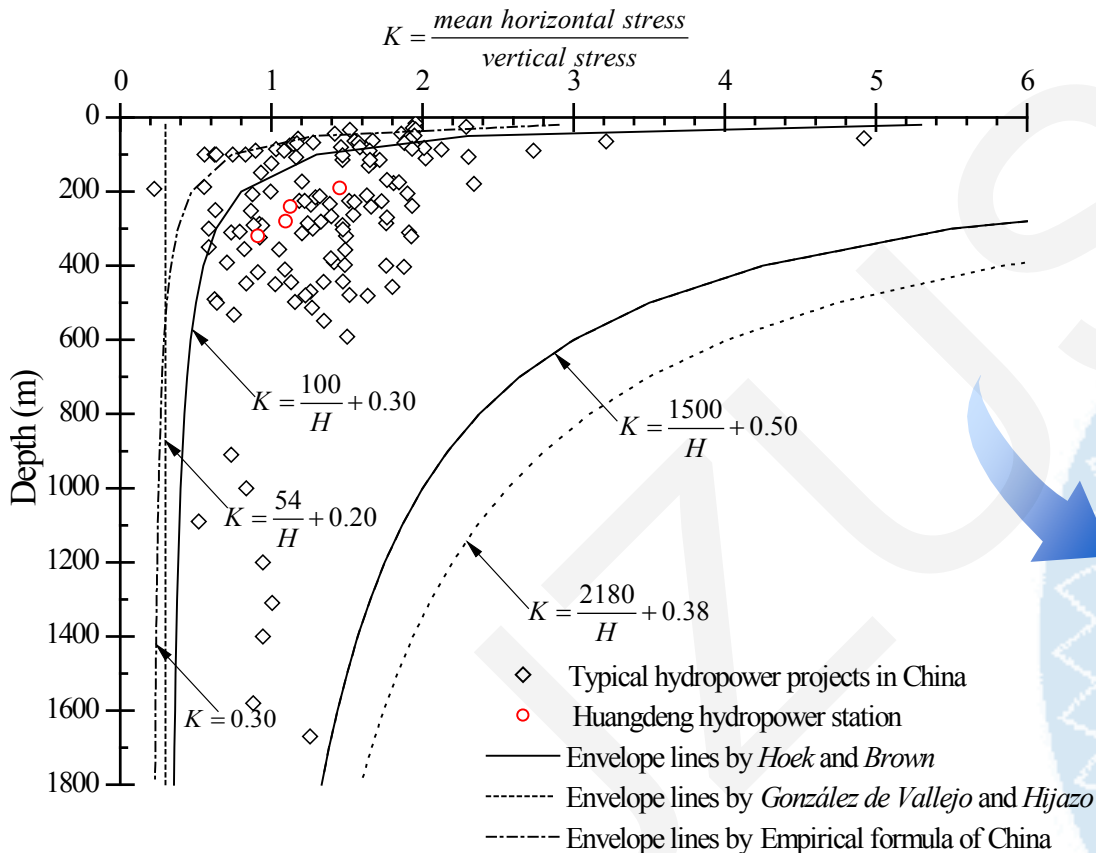 K = mean horizontal stress / vertical stress
0 1 2 3 4 5 6
0
200
400
600
800
1000
1200
1400
1600
1800
Depth (m)
K = 100/H + 0.30
K = 1500/H + 0.50
K = 54/H + 0.20
K = 2180/H + 0.38
K = 0.30
Typical hydropower projects in China
Huangdeng hydropower station
Envelope lines by Hoek and Brown
Envelope lines by González de Vallejo and Hijazo
Envelope lines by Empirical formula of China